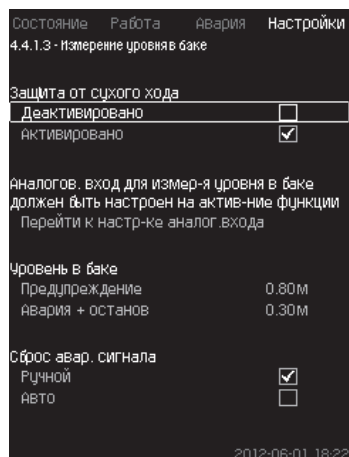 Состояние Работа Авария Настройки
4.4.1.3 - Измерение уровня в баке
Защита от сухого хода
Деактивировано
Активировано
Аналогов. вход для измер-я уровня в баке
должен быть настроен на актив-ние функции
Перейти к настр-ке аналог.входа
Уровень в баке
Предупреждение 0.80м
Авария + останов 0.30м
Сброс авар. сигнала
Ручной
Авто
2012-06-01 18:22